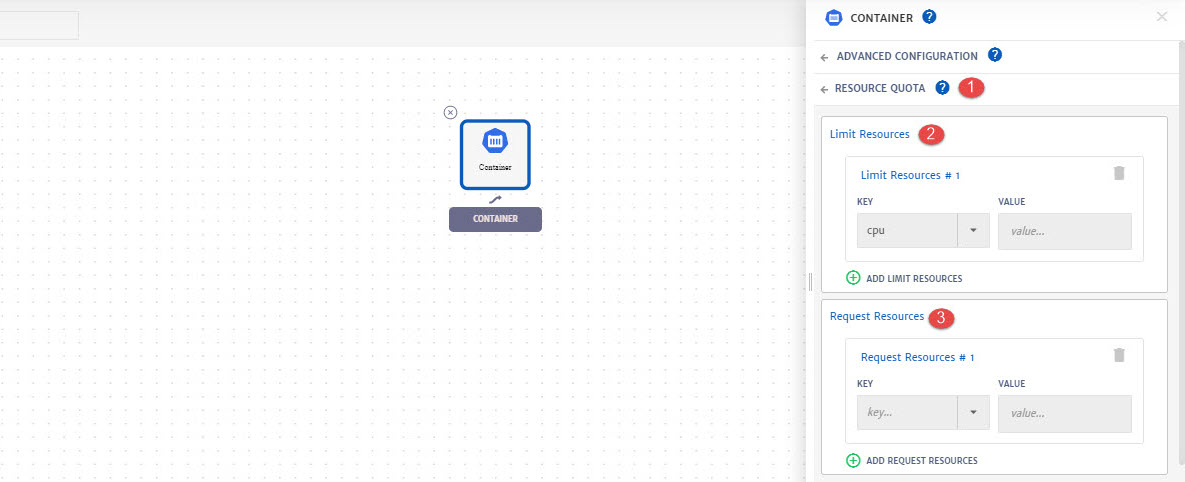 CONTAINER ?
ADVANCED CONFIGURATION ?
RESOURCE QUOTA ? 1
Limit Resources 2
Limit Resources # 1
KEY VALUE
cpu value...
ADD LIMIT RESOURCES
Request Resources 3
Request Resources # 1
KEY VALUE
key... value...
ADD REQUEST RESOURCES
Container
CONTAINER